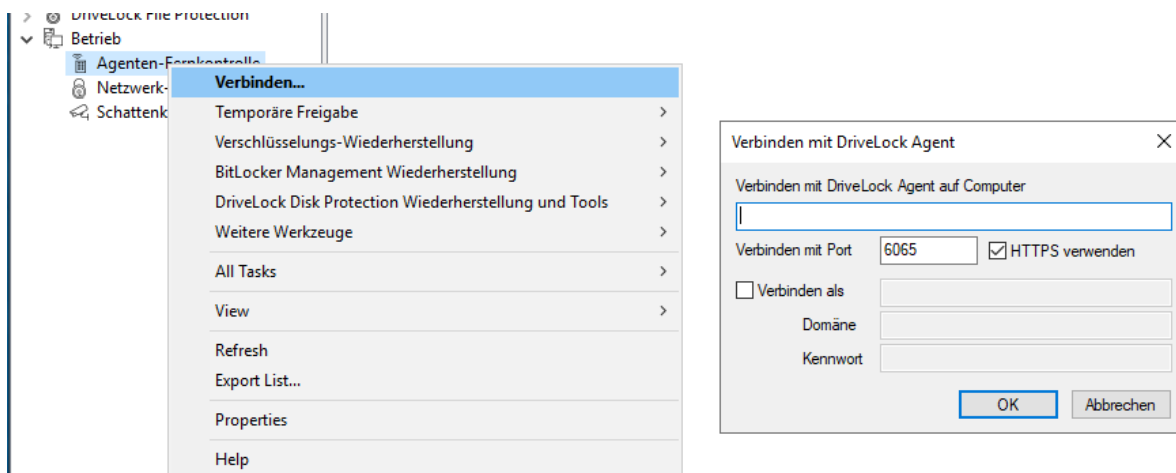 DriveLock File Protection
Betrieb
Agenten-Fernkontrolle
Netzwerk-
Schattenk
Verbinden...
Temporäre Freigabe
Verschlüsselungs-Wiederherstellung
BitLocker Management Wiederherstellung
DriveLock Disk Protection Wiederherstellung und Tools
Weitere Werkzeuge
All Tasks
View
Refresh
Export List...
Properties
Help
Verbinden mit DriveLock Agent
Verbinden mit DriveLock Agent auf Computer
Verbinden mit Port 6065 HTTPS verwenden
Verbinden als
Domäne
Kennwort
OK Abbrechen